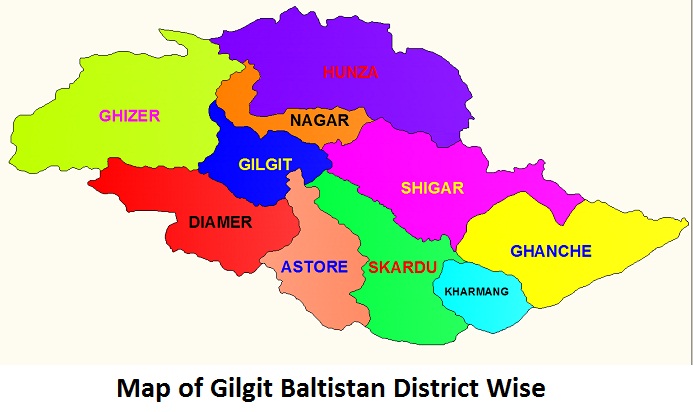 HUNZA
GHIZER
NAGAR
GILGIT
SHIGAR
DIAMER
GHANCHE
ASTORE
SKARDU
KHARMANG
Map of Gilgit Baltistan District Wise